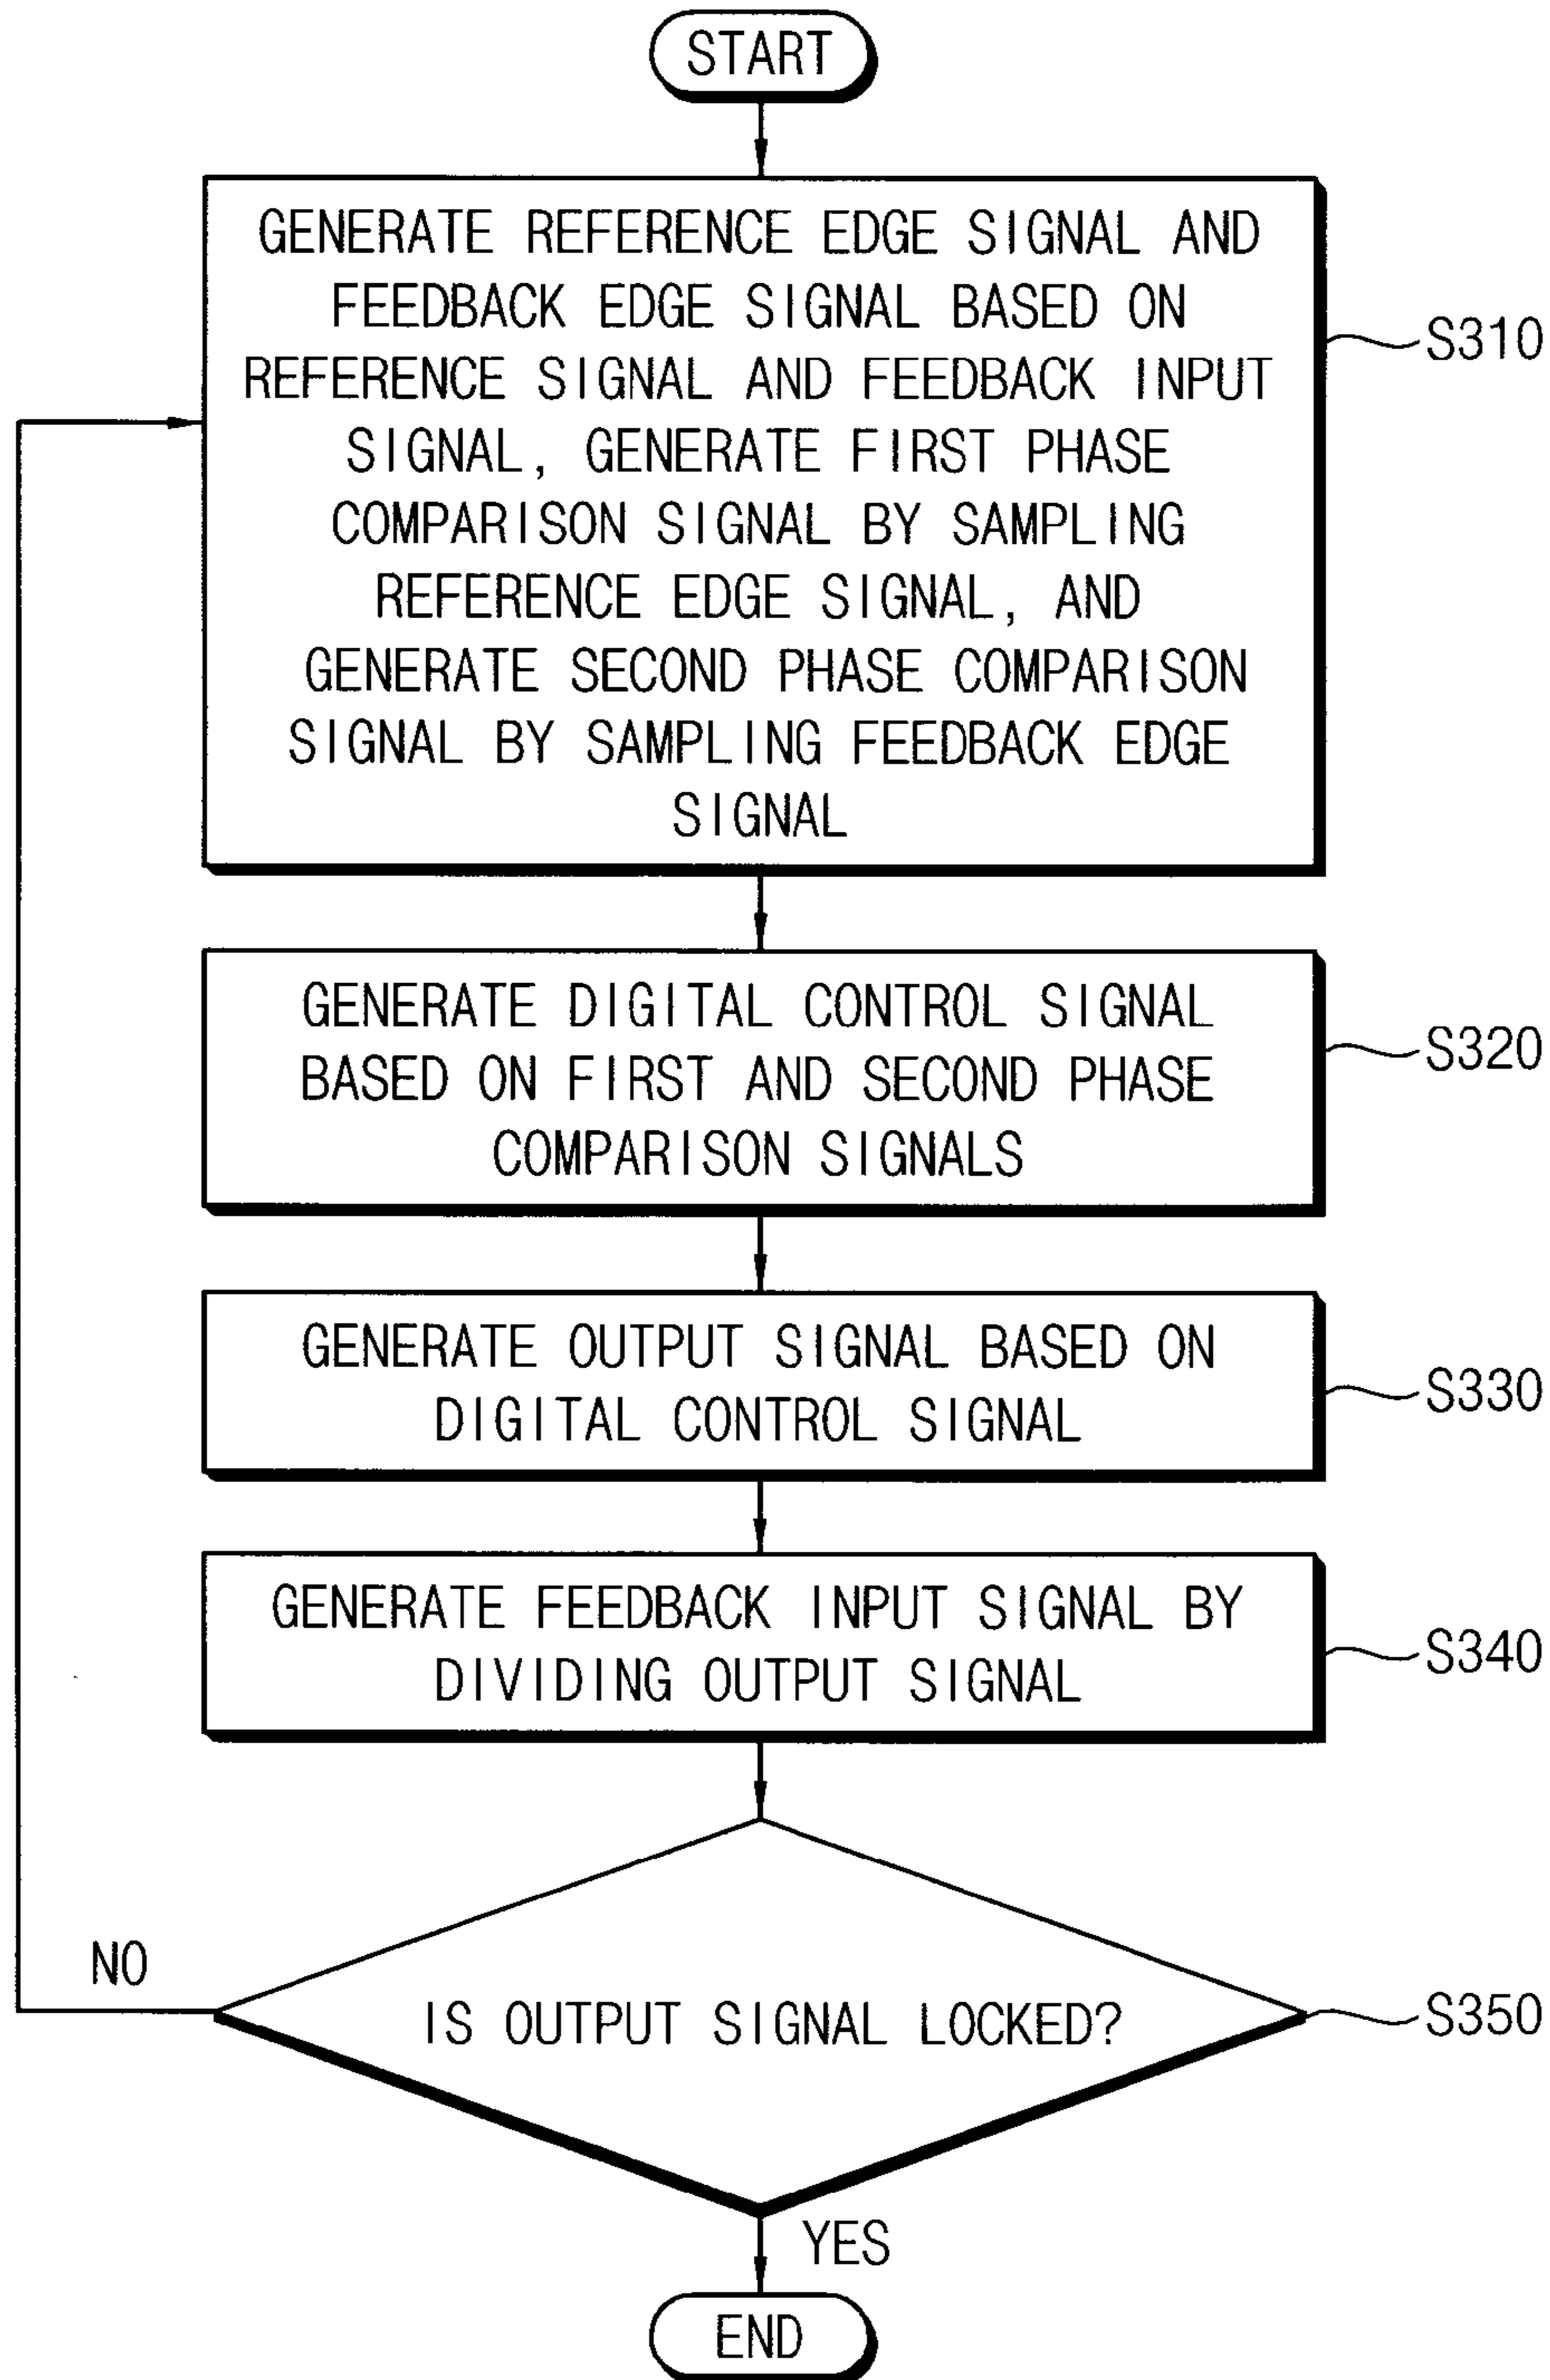 START
GENERATE REFERENCE EDGE SIGNAL AND
FEEDBACK EDGE SIGNAL BASED ON
REFERENCE SIGNAL AND FEEDBACK INPUT
SIGNAL, GENERATE FIRST PHASE
COMPARISON SIGNAL BY SAMPLING
REFERENCE EDGE SIGNAL, AND
GENERATE SECOND PHASE COMPARISON
SIGNAL BY SAMPLING FEEDBACK EDGE
SIGNAL
S310
GENERATE DIGITAL CONTROL SIGNAL
BASED ON FIRST AND SECOND PHASE
COMPARISON SIGNALS
S320
GENERATE OUTPUT SIGNAL BASED ON
DIGITAL CONTROL SIGNAL
S330
GENERATE FEEDBACK INPUT SIGNAL BY
DIVIDING OUTPUT SIGNAL
S340
NO
IS OUTPUT SIGNAL LOCKED?
S350
YES
END